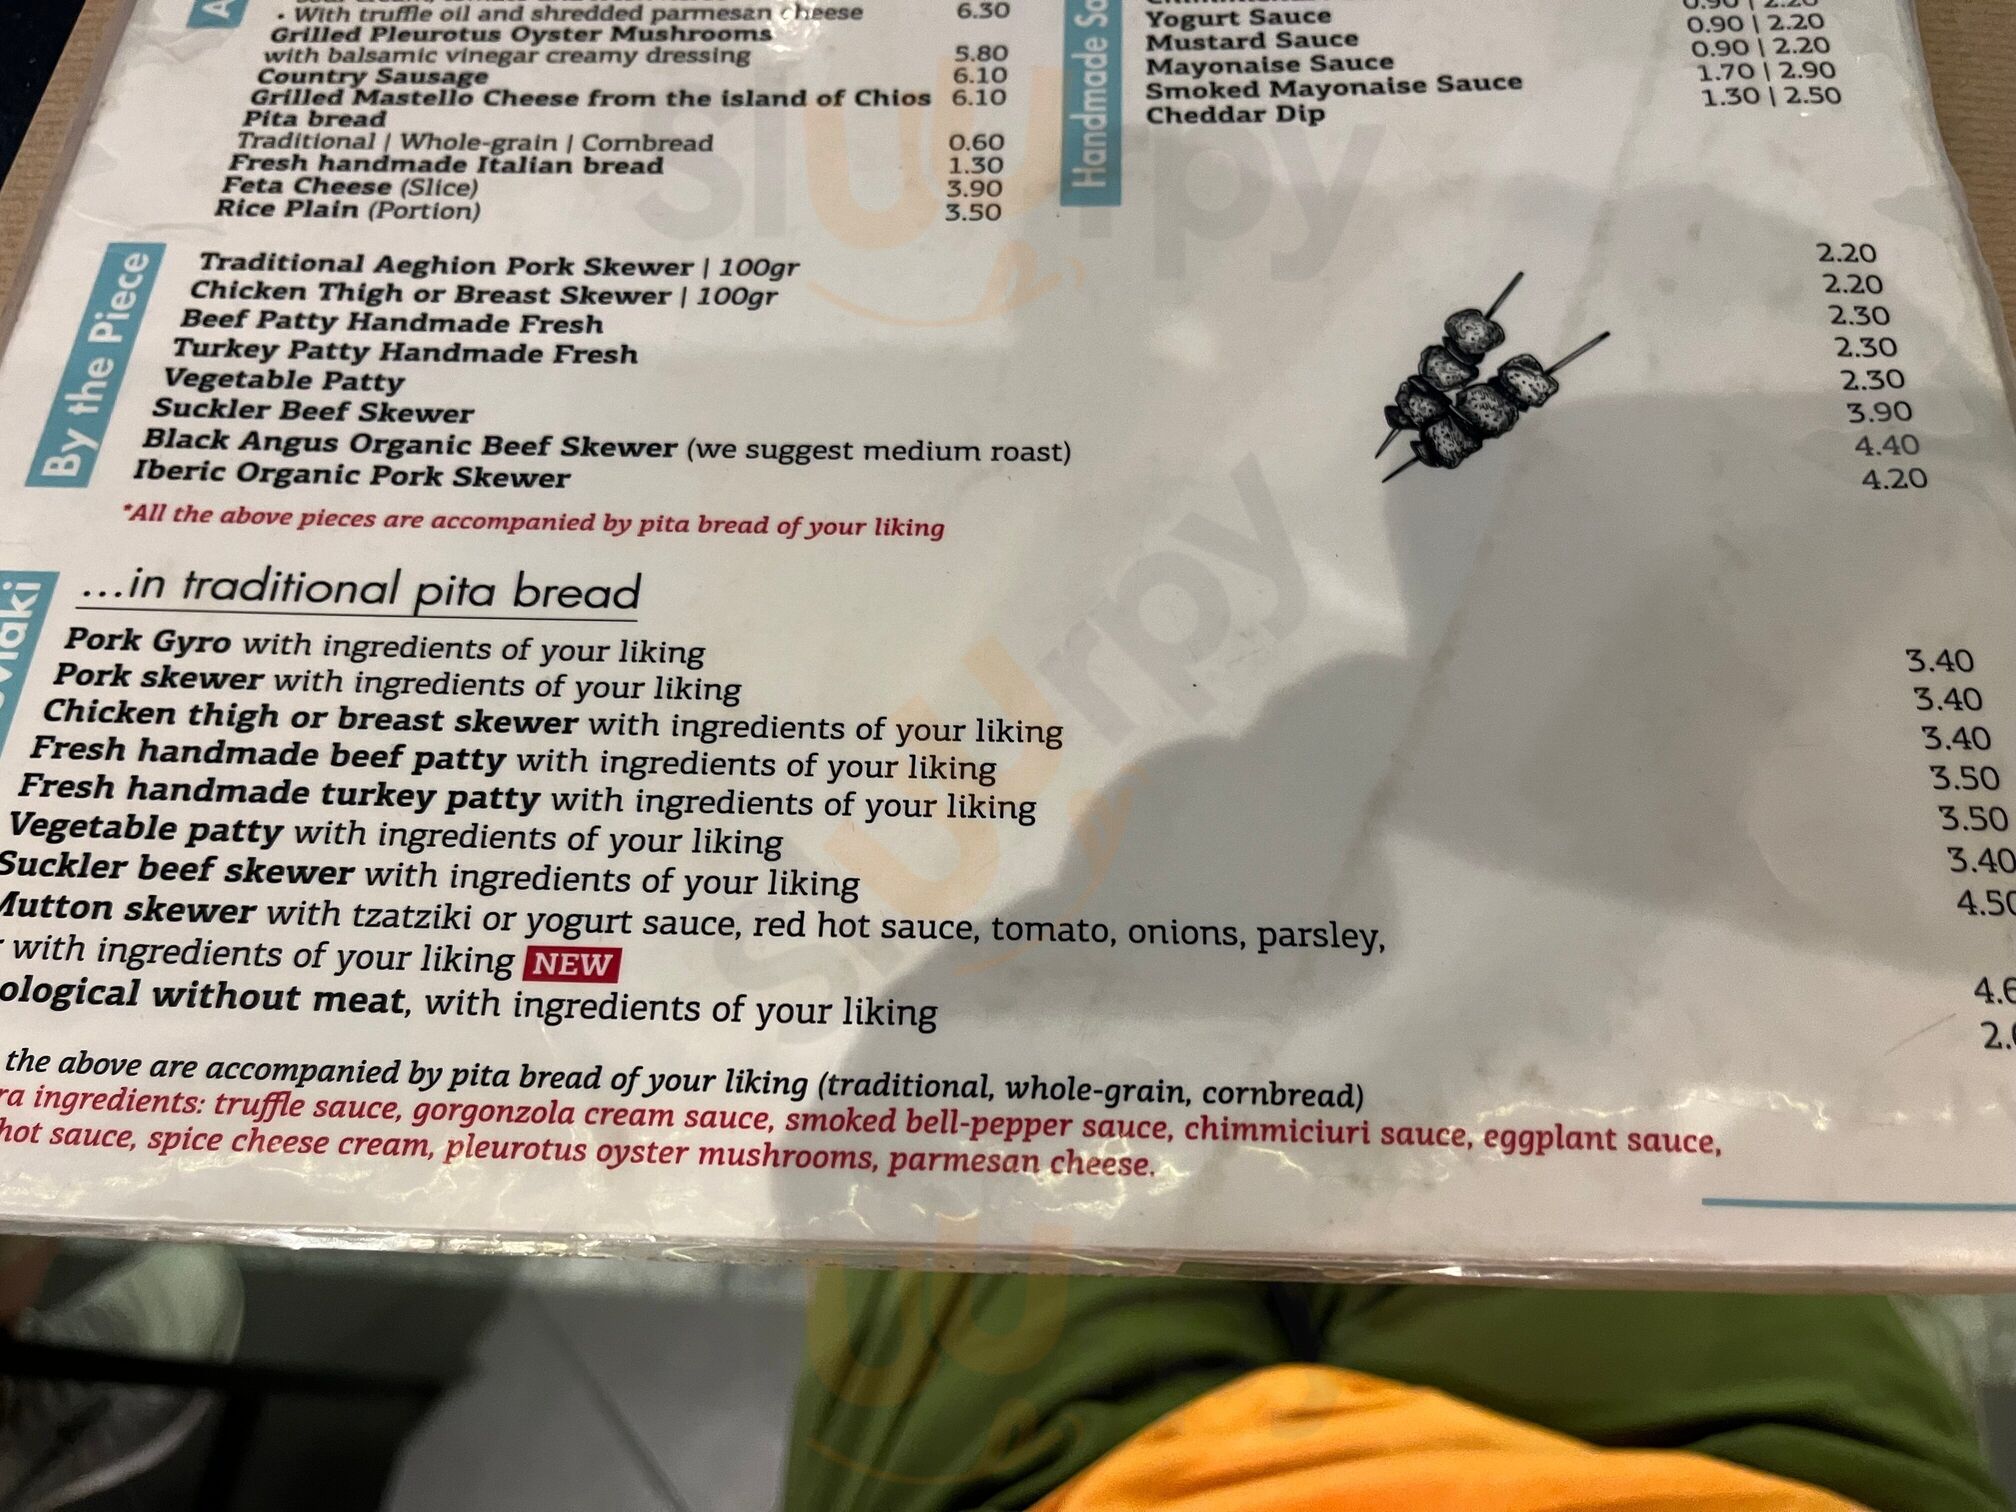 • With truffle oil and shredded parmesan cheese 6.30
Grilled Pleurotus Oyster Mushrooms
with balsamic vinegar creamy dressing 5.80
Country Sausage 6.10
Grilled Mastello Cheese from the island of Chios 6.10
Pita bread
Traditional | Whole-grain | Cornbread 0.60
Fresh handmade Italian bread 1.30
Feta Cheese (Slice) 3.90
Rice Plain (Portion) 3.50
Handmade
Yogurt Sauce 0.90 | 2.20
Mustard Sauce 0.90 | 2.20
Mayonaise Sauce 1.70 | 2.90
Smoked Mayonaise Sauce 1.30 | 2.50
Cheddar Dip
By the Piece
Traditional Aeghion Pork Skewer | 100gr 2.20
Chicken Thigh or Breast Skewer | 100gr 2.20
Beef Patty Handmade Fresh 2.30
Turkey Patty Handmade Fresh 2.30
Vegetable Patty 2.30
Suckler Beef Skewer 3.90
Black Angus Organic Beef Skewer (we suggest medium roast) 4.40
Iberic Organic Pork Skewer 4.20
*All the above pieces are accompanied by pita bread of your liking
...in traditional pita bread
Pork Gyro with ingredients of your liking 3.40
Pork skewer with ingredients of your liking 3.40
Chicken thigh or breast skewer with ingredients of your liking 3.40
Fresh handmade beef patty with ingredients of your liking 3.50
Fresh handmade turkey patty with ingredients of your liking 3.50
Vegetable patty with ingredients of your liking 3.40
Suckler beef skewer with ingredients of your liking 4.50
Mutton skewer with tzatziki or yogurt sauce, red hot sauce, tomato, onions, parsley,
with ingredients of your liking NEW 4.6
ological without meat, with ingredients of your liking 2.
the above are accompanied by pita bread of your liking (traditional, whole-grain, cornbread)
ra ingredients: truffle sauce, gorgonzola cream sauce, smoked bell-pepper sauce, chimmiciuri sauce, eggplant sauce,
hot sauce, spice cheese cream, pleurotus oyster mushrooms, parmesan cheese.
slurpy
slurpy